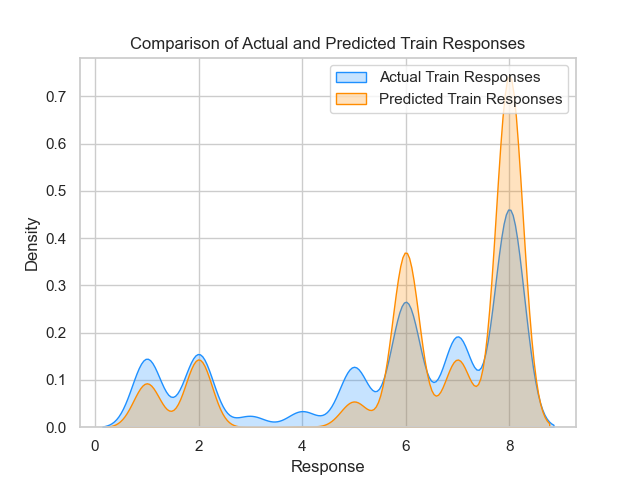 Comparison of Actual and Predicted Train Responses
Actual Train Responses
Predicted Train Responses
Density
0.7
0.6
0.5
0.4
0.3
0.2
0.1
0.0
0 2 4 6 8
Response